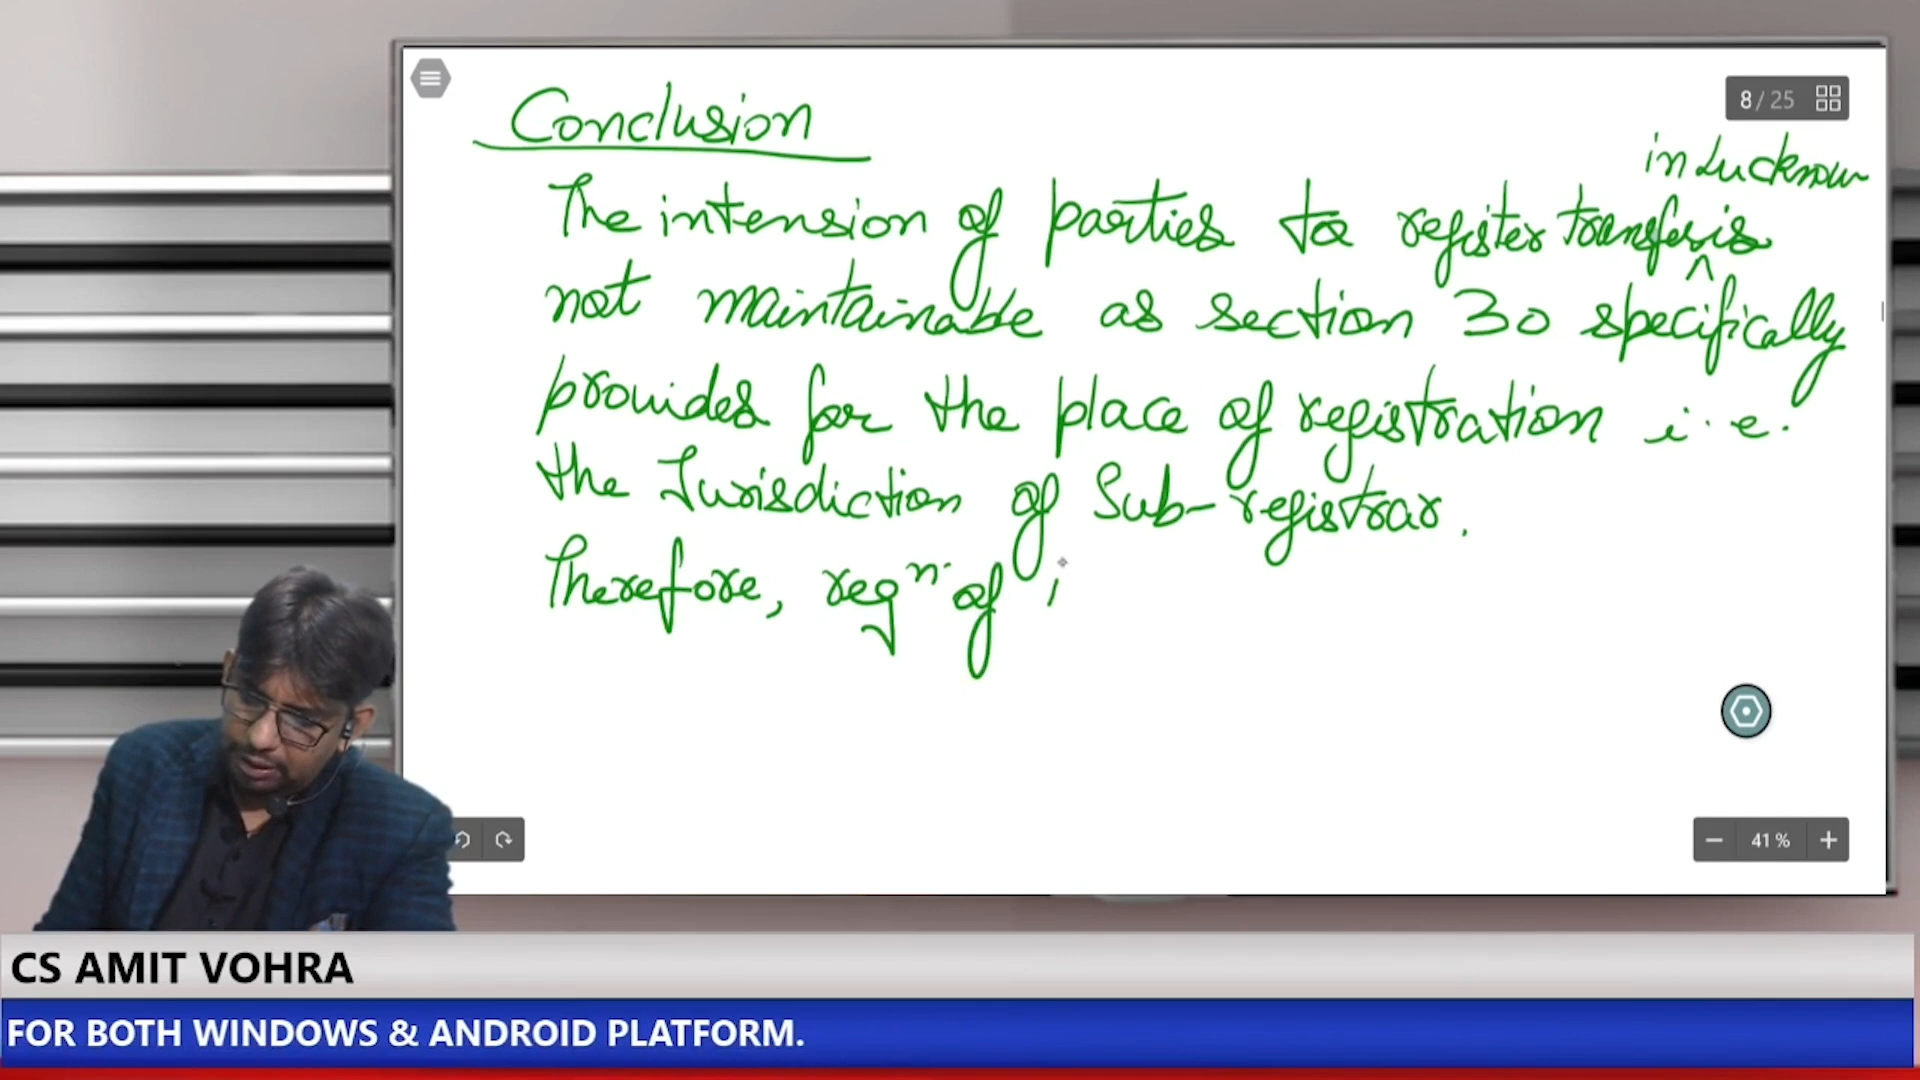 Conclusion
8 / 25
in Lucknow
The intension of parties to register transfer is
^
not maintainable as section 30 specifically
provides for the place of registration i.e.
the Jurisdiction of Sub-registrar.
Therefore, regn. of
41 %
CS AMIT VOHRA
FOR BOTH WINDOWS & ANDROID PLATFORM.